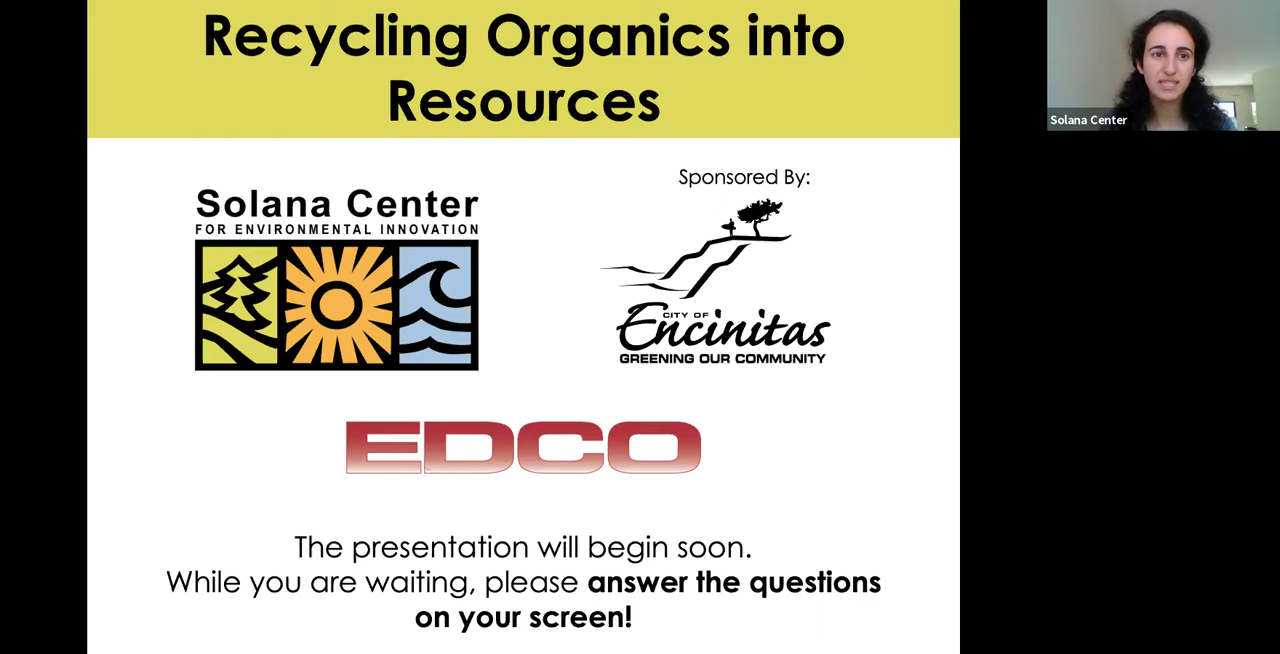 Recycling Organics into
Resources
Solana Center
FOR ENVIRONMENTAL INNOVATION
Sponsored By:
CITY OF
Encinitas
GREENING OUR COMMUNITY
EDCO
The presentation will begin soon.
While you are waiting, please answer the questions
on your screen!
Solana Center